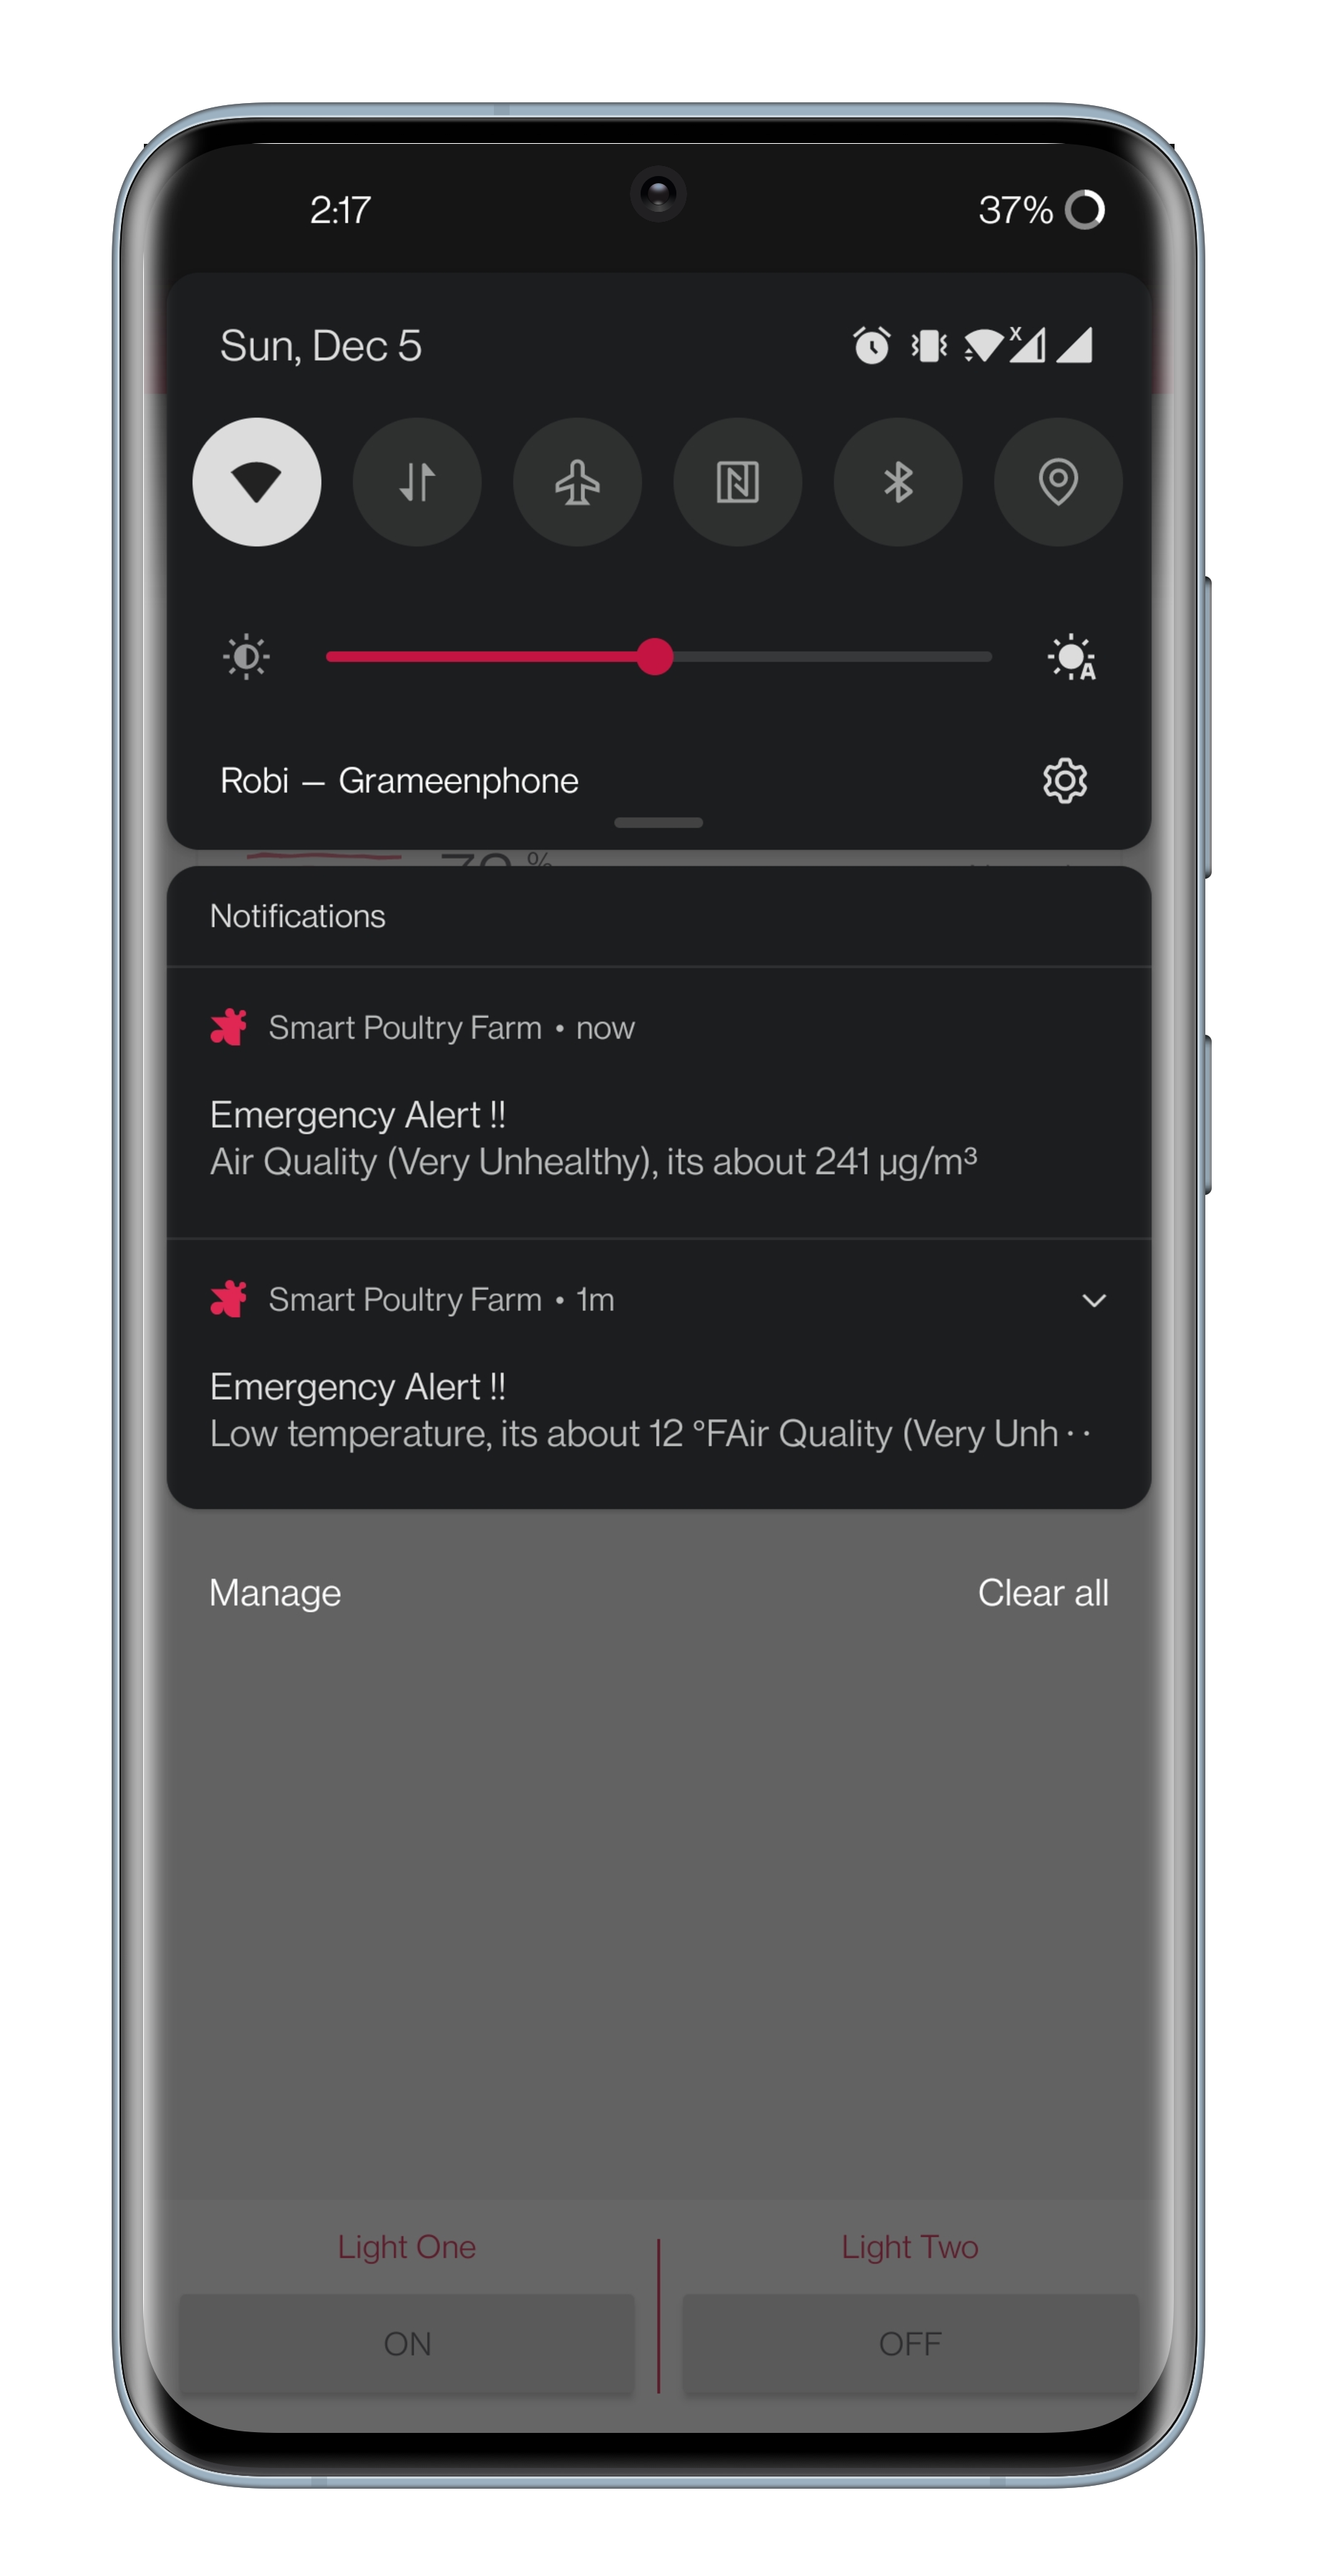 2:17
37%
Sun, Dec 5
Robi — Grameenphone
%
Notifications
Smart Poultry Farm • now
Emergency Alert !!
Air Quality (Very Unhealthy), its about 241 µg/m³
Smart Poultry Farm • 1m
Emergency Alert !!
Low temperature, its about 12 °FAir Quality (Very Unh··
Manage
Clear all
Light One
Light Two
ON
OFF